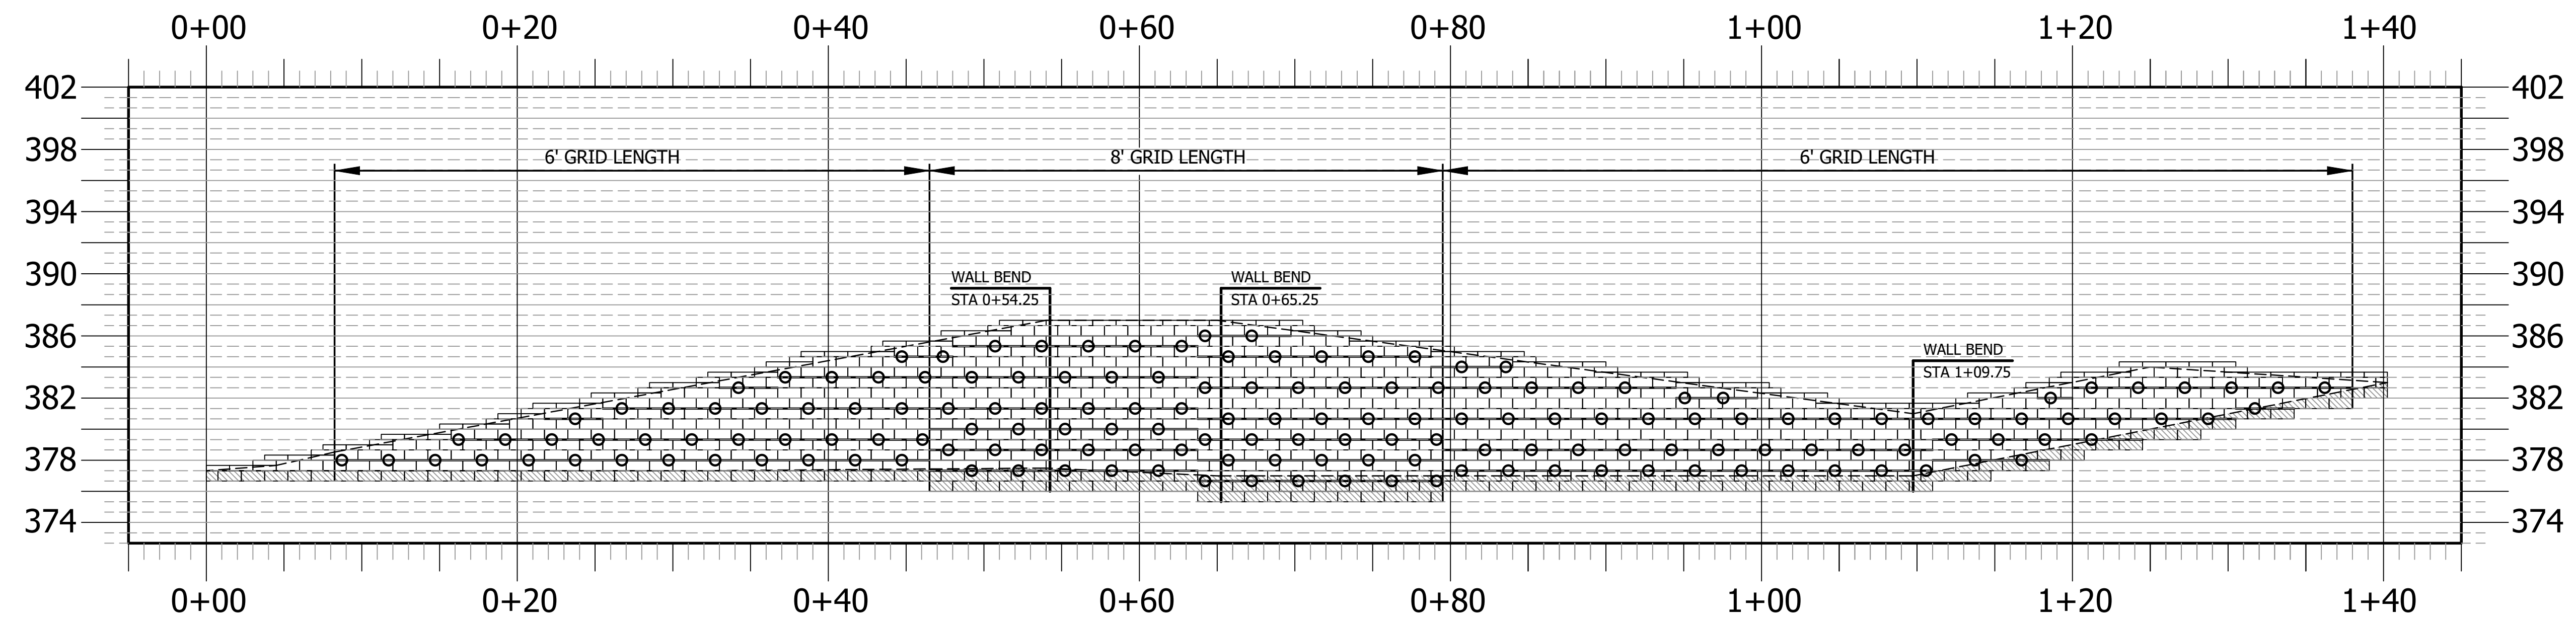 0+00 0+20 0+40 0+60 0+80 1+00 1+20 1+40
402 402
398 398
6' GRID LENGTH 8' GRID LENGTH 6' GRID LENGTH
394 394
390 390
WALL BEND WALL BEND
STA 0+54.25 STA 0+65.25
386 386
WALL BEND
STA 1+09.75
382 382
378 378
374 374
0+00 0+20 0+40 0+60 0+80 1+00 1+20 1+40